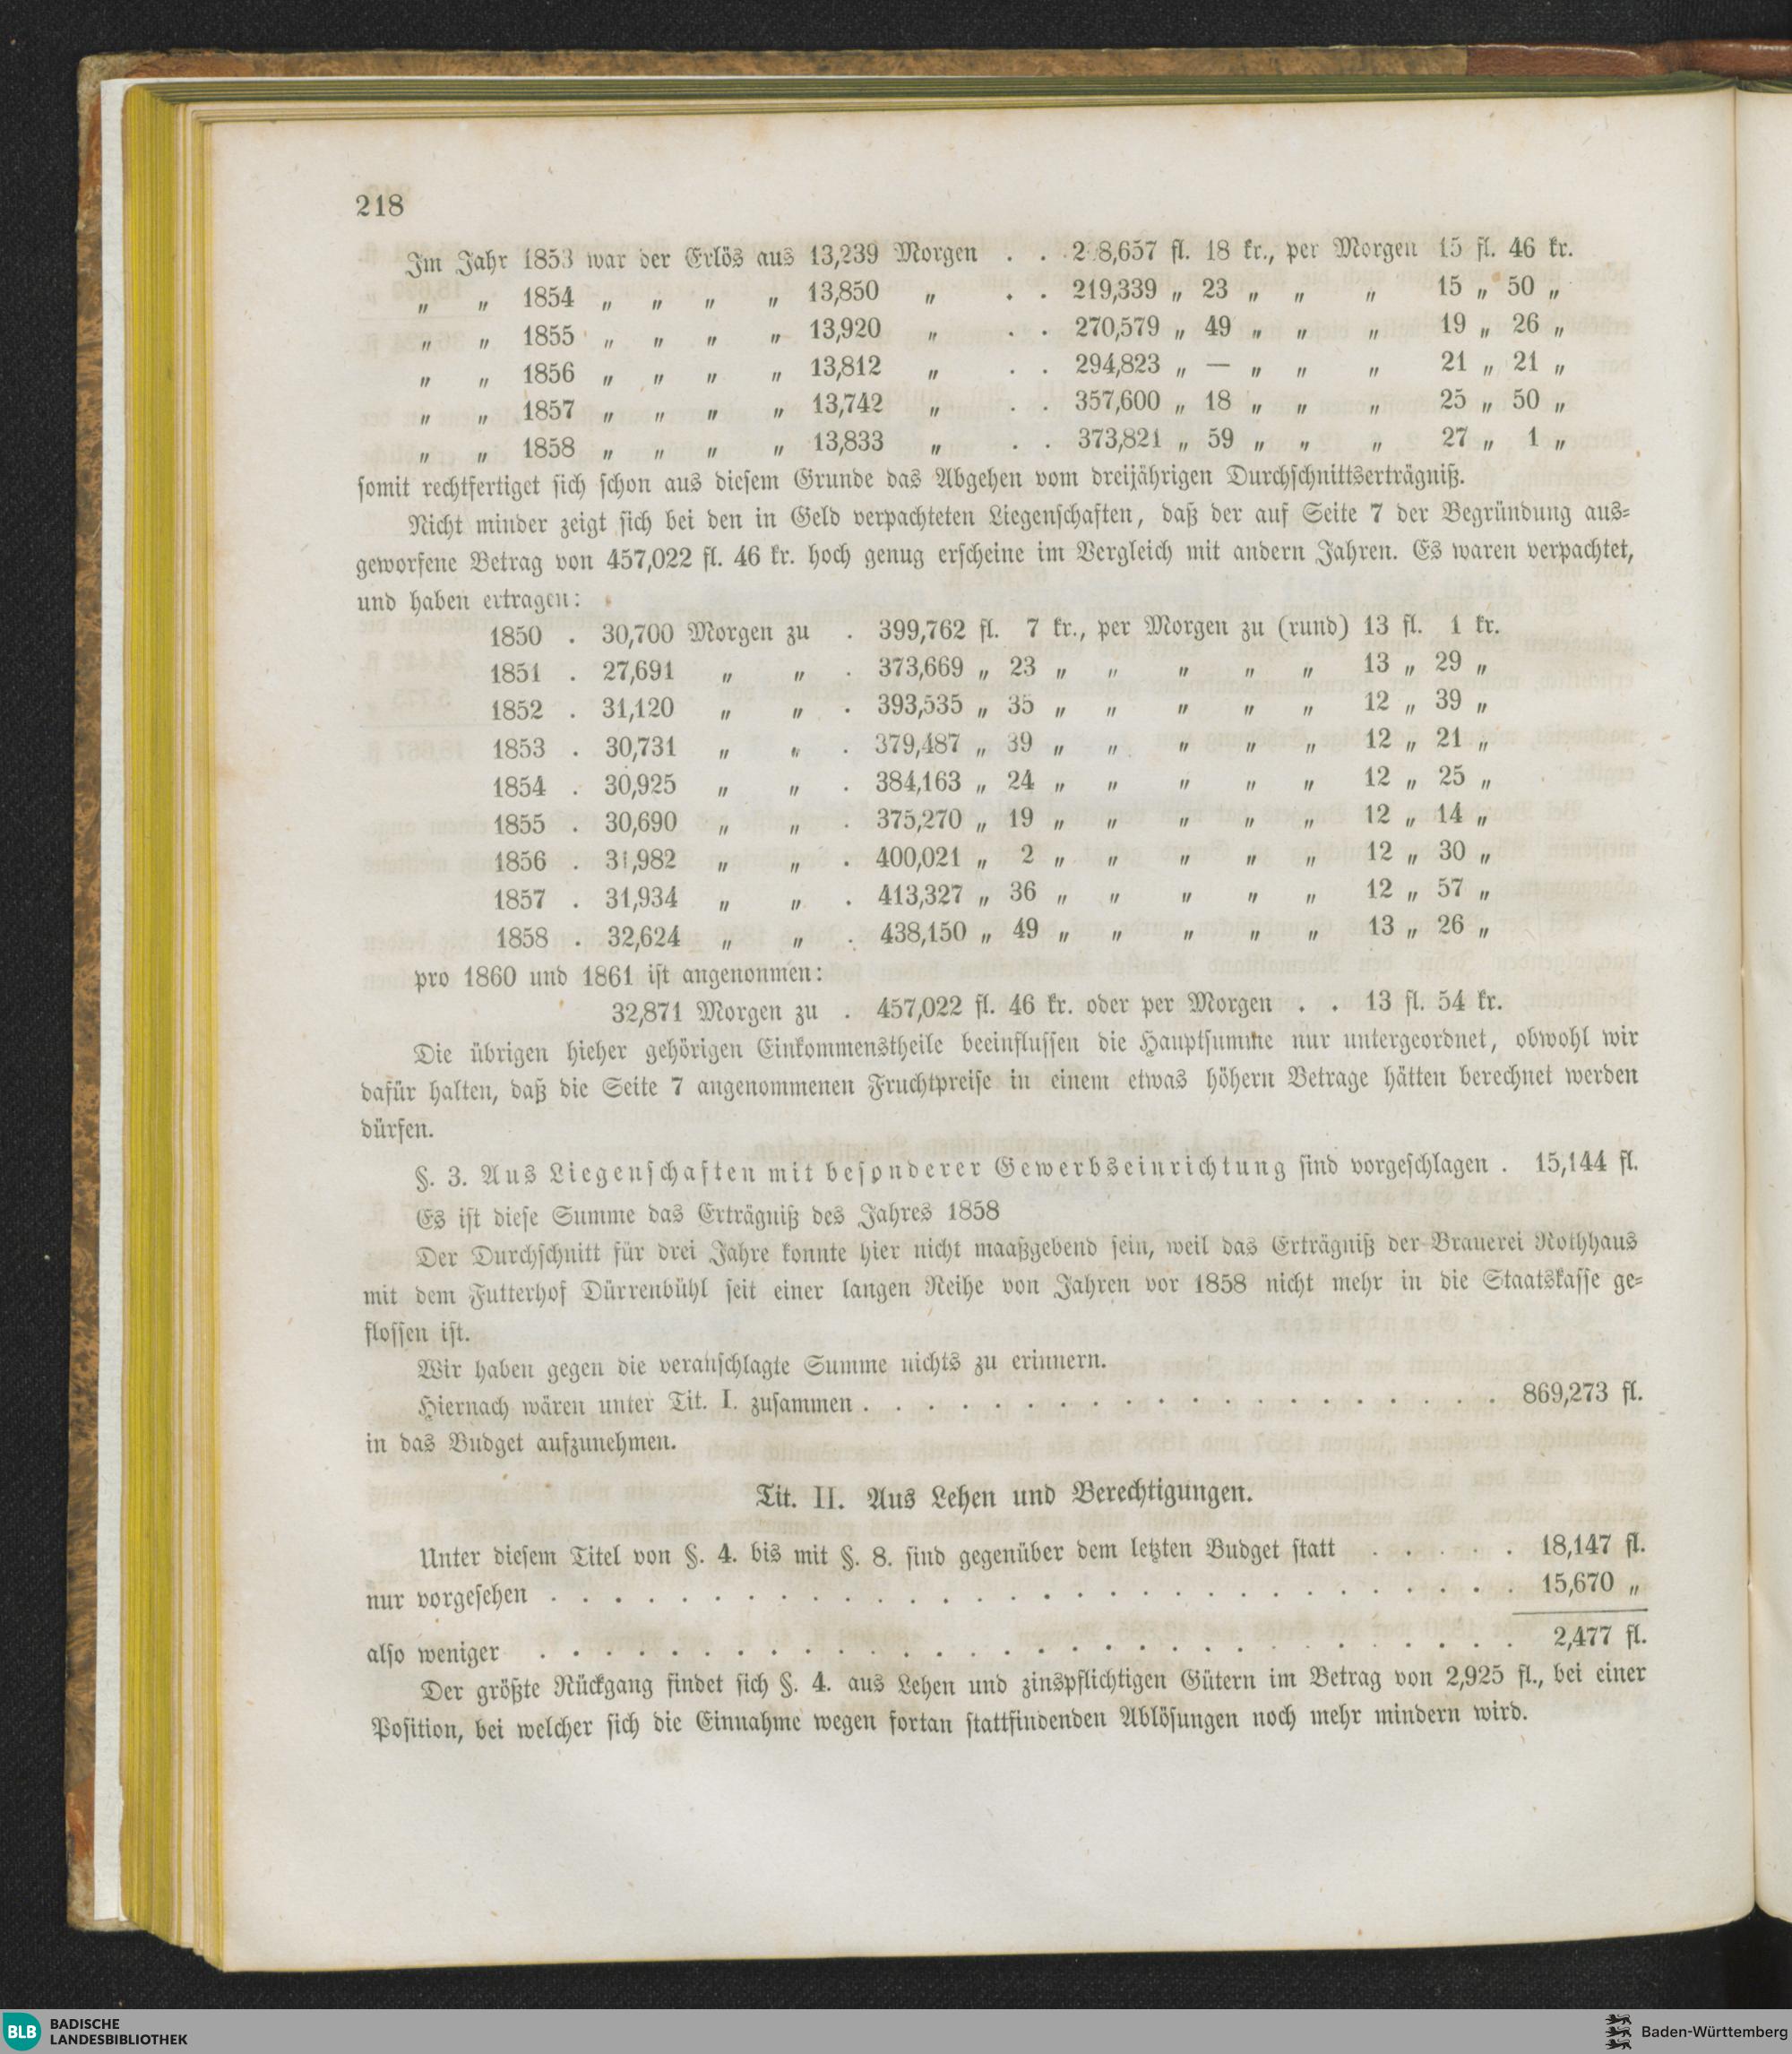 218
Im Jahr 1853 war der Erlös aus 13,239 Morgen . . 2 8,657 fl. 18 kr., per Morgen 15 fl. 46 kr.
„ „ 1854 „ „ „ „ 13,850 „ . . 219,339 „ 23 „ „ „ 15 „ 50 „
„ „ 1855 „ „ „ „ 13,920 „ . . 270,579 „ 49 „ „ „ 19 „ 26 „
„ „ 1856 „ „ „ „ 13,812 „ . . 294,823 „ — „ „ „ 21 „ 21 „
„ „ 1857 „ „ „ „ 13,742 „ . . 357,600 „ 18 „ „ „ 25 „ 50 „
„ „ 1858 „ „ „ „ 13,833 „ . . 373,821 „ 59 „ „ „ 27 „ 1 „
somit rechtfertiget sich schon aus diesem Grunde das Abgehen vom dreijährigen Durchschnittserträgniß.
Nicht minder zeigt sich bei den in Geld verpachteten Liegenschaften, daß der auf Seite 7 der Begründung aus-
geworfene Betrag von 457,022 fl. 46 kr. hoch genug erscheine im Vergleich mit andern Jahren. Es waren verpachtet,
und haben ertragen:
1850 . 30,700 Morgen zu . 399,762 fl. 7 kr., per Morgen zu (rund) 13 fl. 1 kr.
1851 . 27,691 „ „ . 373,669 „ 23 „ „ „ „ „ 13 „ 29 „
1852 . 31,120 „ „ . 393,535 „ 35 „ „ „ „ „ 12 „ 39 „
1853 . 30,731 „ „ . 379,487 „ 39 „ „ „ „ „ 12 „ 21 „
1854 . 30,925 „ „ . 384,163 „ 24 „ „ „ „ „ 12 „ 25 „
1855 . 30,690 „ „ . 375,270 „ 19 „ „ „ „ „ 12 „ 14 „
1856 . 31,982 „ „ . 400,021 „ 2 „ „ „ „ „ 12 „ 30 „
1857 . 31,934 „ „ . 413,327 „ 36 „ „ „ „ „ 12 „ 57 „
1858 . 32,624 „ „ . 438,150 „ 49 „ „ „ „ „ 13 „ 26 „
pro 1860 und 1861 ist angenonmen:
32,871 Morgen zu . 457,022 fl. 46 kr. oder per Morgen . . 13 fl. 54 kr.
Die übrigen hieher gehörigen Einkommenstheile beeinflussen die Hauptsumme nur untergeordnet, obwohl wir
dafür halten, daß die Seite 7 angenommenen Fruchtpreise in einem etwas höhern Betrage hätten berechnet werden
dürfen.
§. 3. Aus Liegenschaften mit besonderer Gewerbseinrichtung sind vorgeschlagen . 15,144 fl.
Es ist diese Summe das Erträgniß des Jahres 1858
Der Durchschnitt für drei Jahre konnte hier nicht maaßgebend sein, weil das Erträgniß der Brauerei Rothhaus
mit dem Futterhof Dürrenbühl seit einer langen Reihe von Jahren vor 1858 nicht mehr in die Staatskasse ge-
flossen ist.
Wir haben gegen die veranschlagte Summe nichts zu erinnern.
Hiernach wären unter Tit. I. zusammen . . . . . . . . . . . . . . . . . . . . 869,273 fl.
in das Budget aufzunehmen.
Tit. II. Aus Lehen und Berechtigungen.
Unter diesem Titel von §. 4. bis mit §. 8. sind gegenüber dem letzten Budget statt . . . . . 18,147 fl.
nur vorgesehen . . . . . . . . . . . . . . . . . . . . . . . . . . . . . . 15,670 „
also weniger . . . . . . . . . . . . . . . . . . . . . . . . . . . . . . 2,477 fl.
Der größte Rückgang findet sich §. 4. aus Lehen und zinspflichtigen Gütern im Betrag von 2,925 fl., bei einer
Position, bei welcher sich die Einnahme wegen fortan stattfindenden Ablösungen noch mehr mindern wird.
BLB BADISCHE
LANDESBIBLIOTHEK
Baden-Württemberg